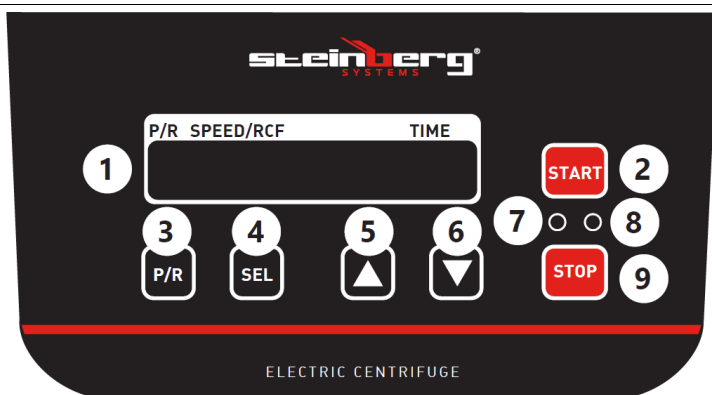 steinberg®
SYSTEMS
P/R SPEED/RCF TIME
1
START 2
3 4 5 6 7 8
P/R SEL STOP 9
ELECTRIC CENTRIFUGE